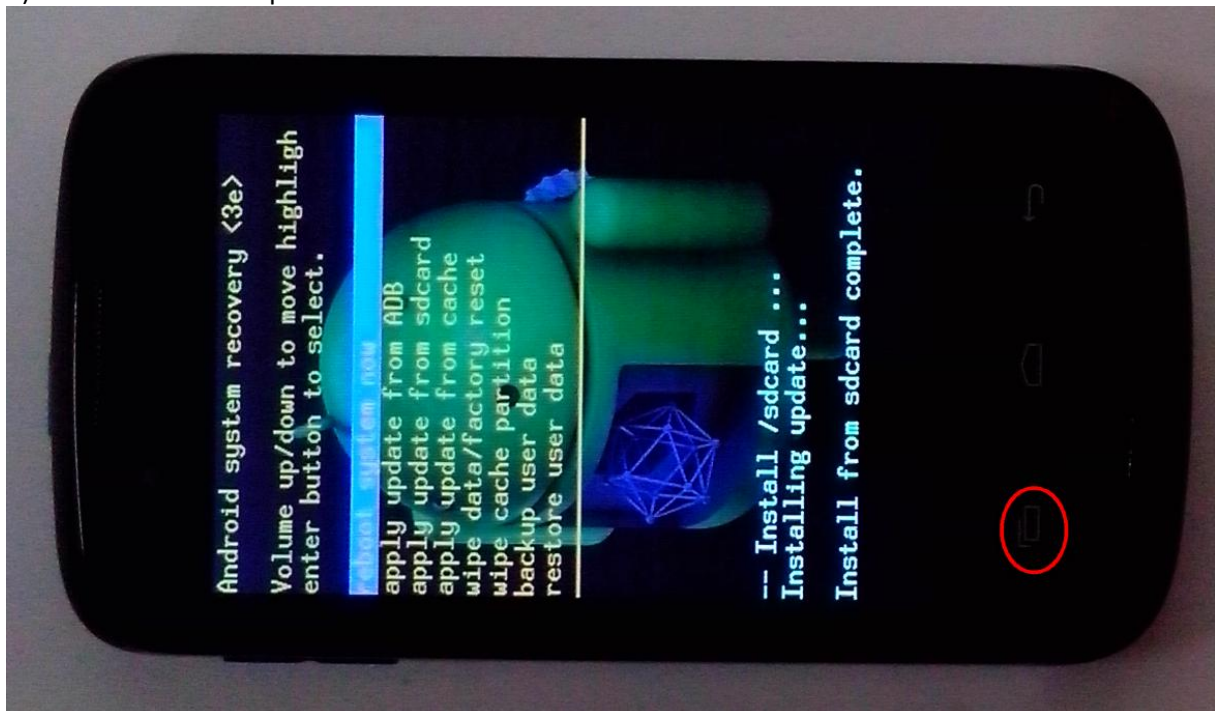 Android system recovery <3e>
Volume up/down to move highligh
enter button to select.
reboot system now
apply update from ADB
apply update from sdcard
apply update from cache
wipe data/factory reset
wipe cache partition
backup user data
restore user data
-- Install /sdcard ...
Installing update...
Install from sdcard complete.